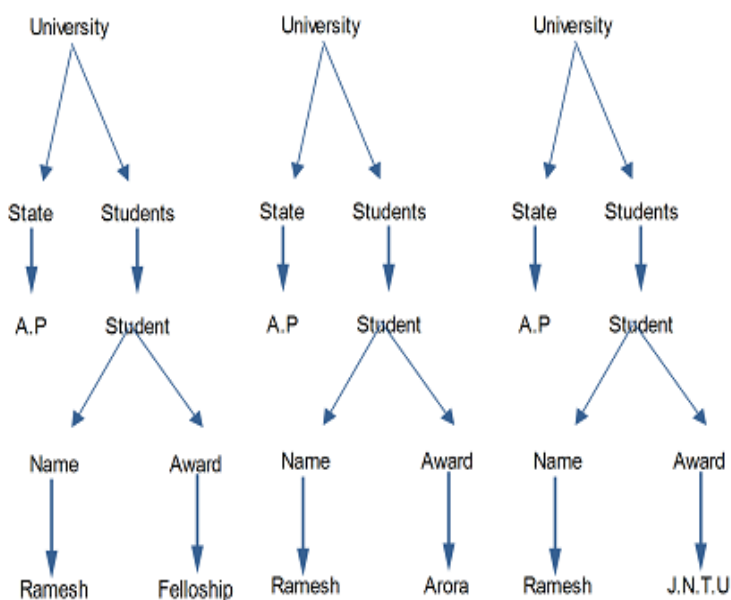 University University University
State Students State Students State Students
A.P Student A.P Student A.P Student
Name Award Name Award Name Award
Ramesh Felloship Ramesh Arora Ramesh J.N.T.U